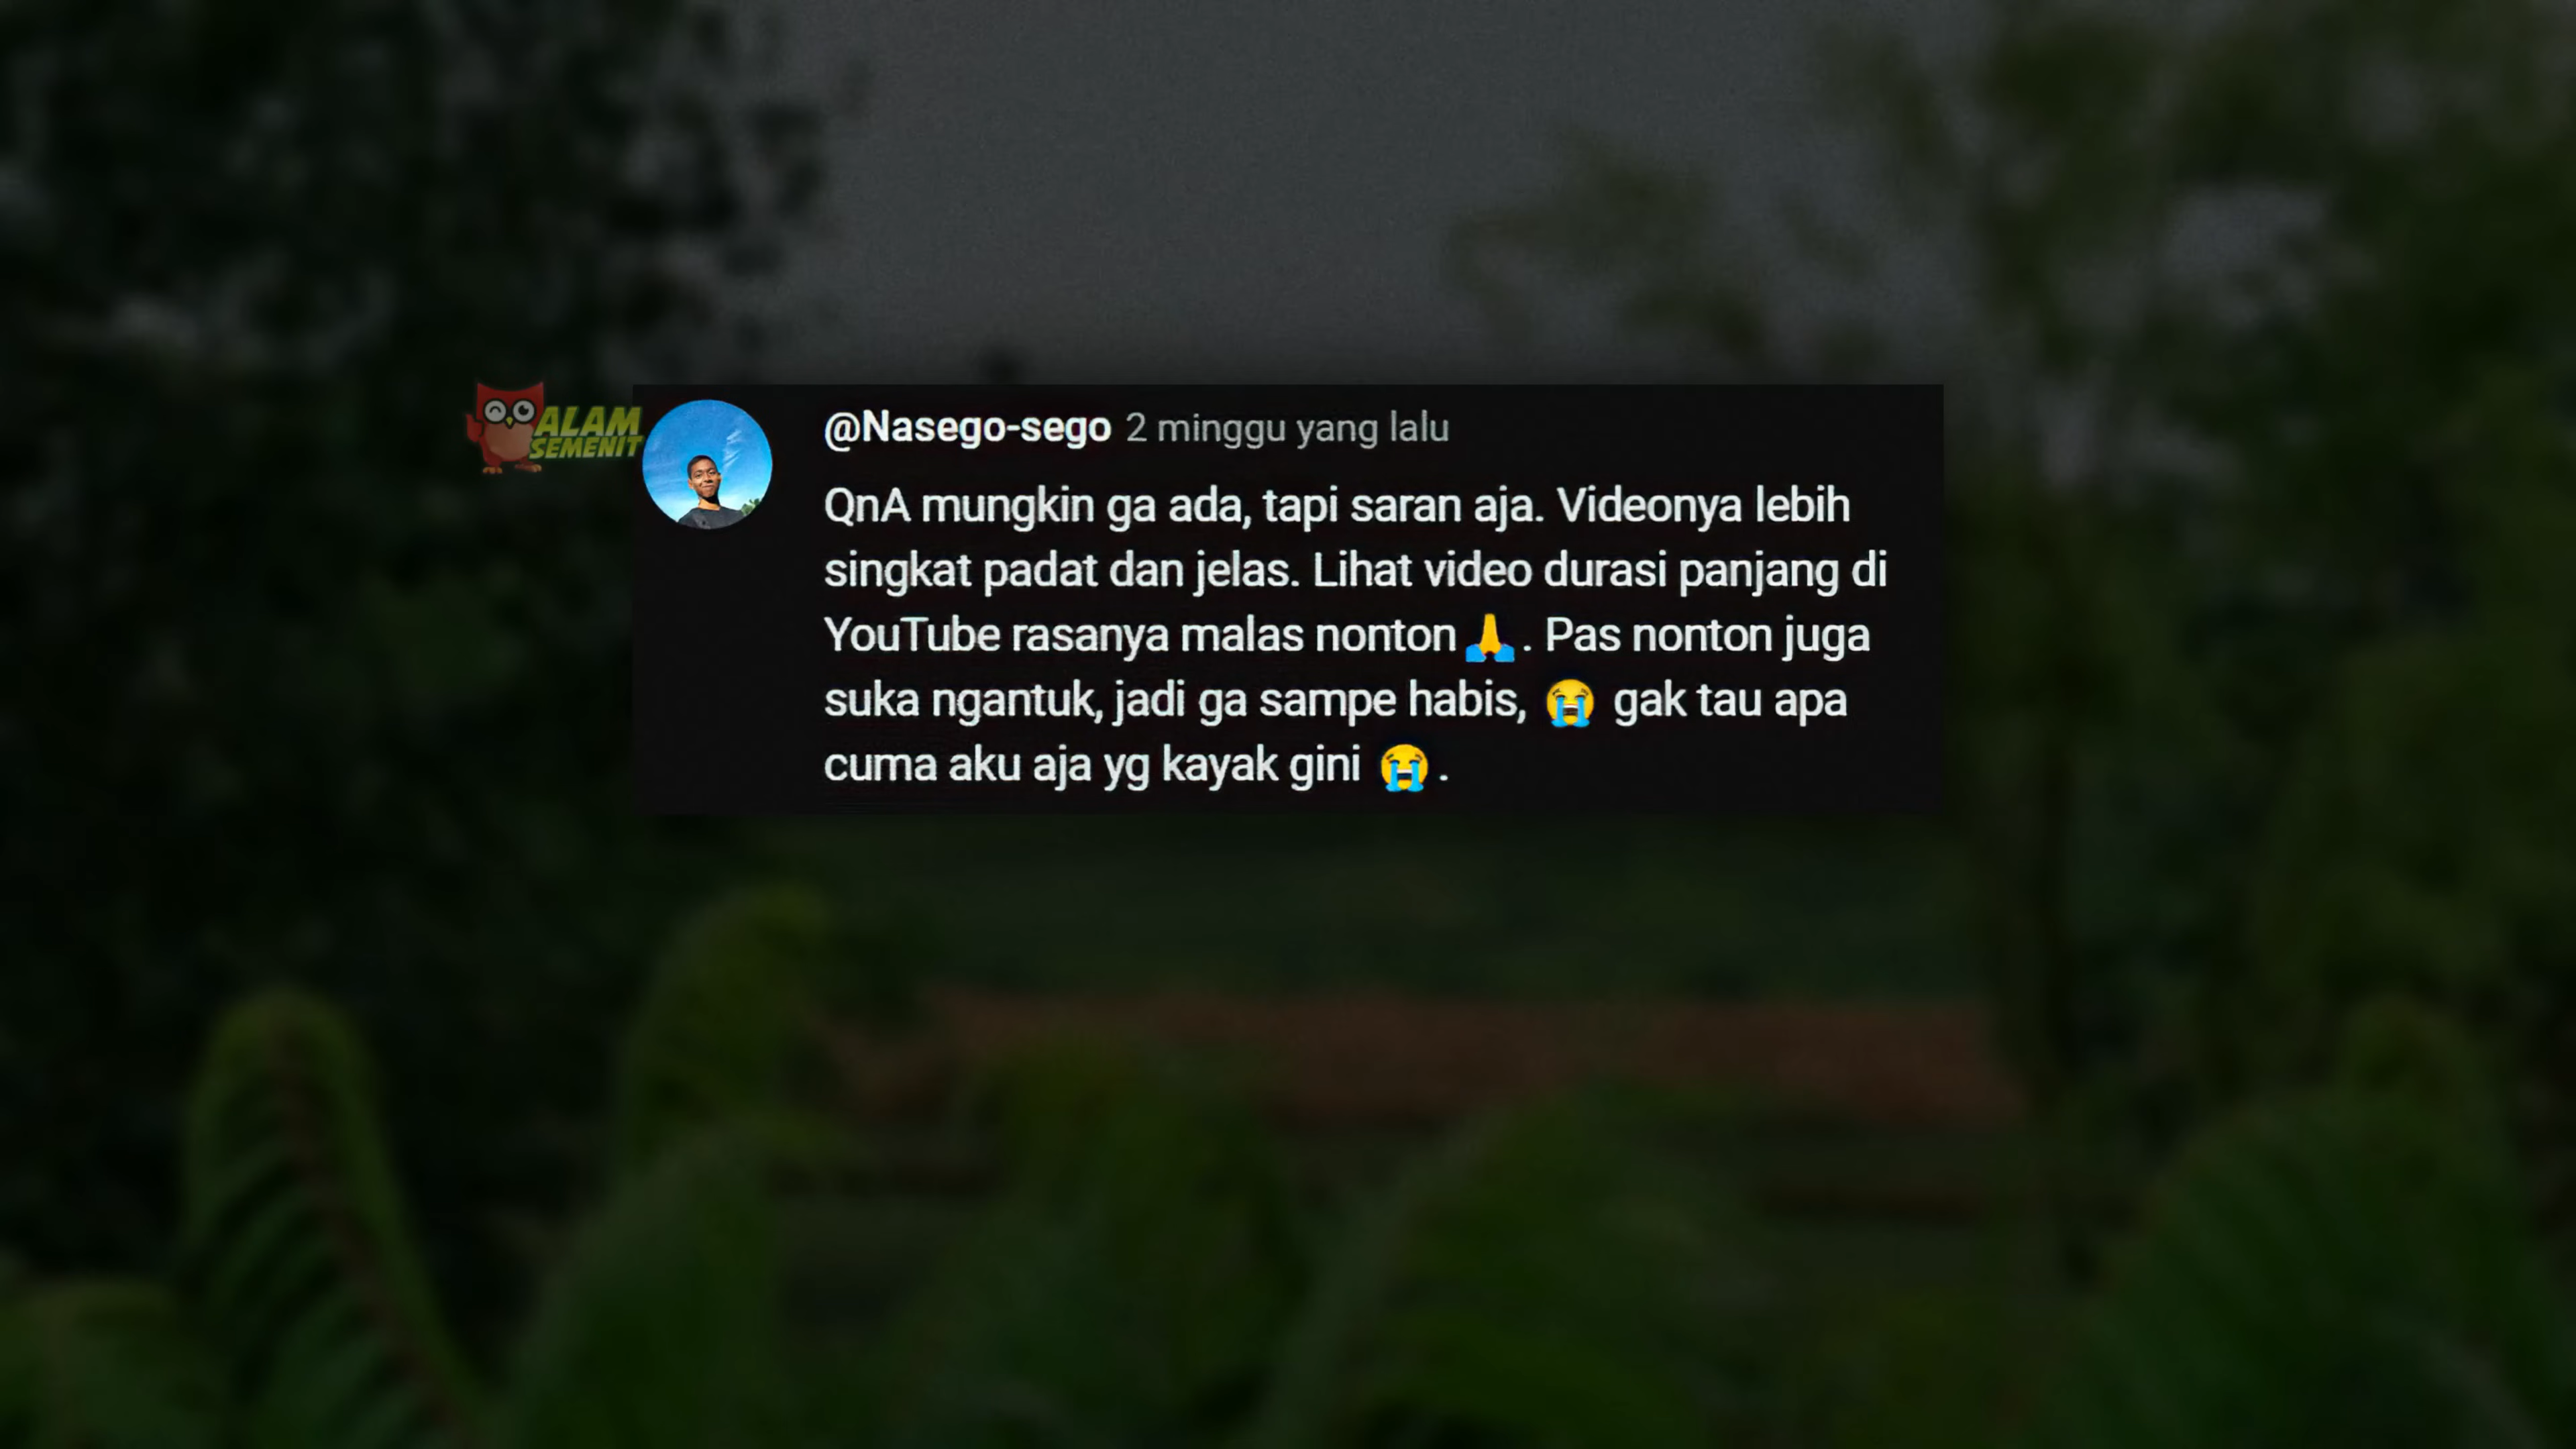 ALAM
SEMENIT
@Nasego-sego 2 minggu yang lalu
QnA mungkin ga ada, tapi saran aja. Videonya lebih
singkat padat dan jelas. Lihat video durasi panjang di
YouTube rasanya malas nonton🙏. Pas nonton juga
suka ngantuk, jadi ga sampe habis, 😭 gak tau apa
cuma aku aja yg kayak gini 😭.